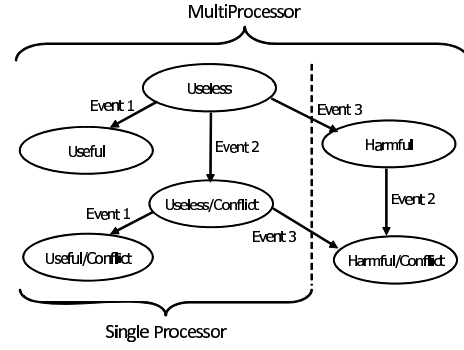 MultiProcessor
Useless
Event 1
Event 3
Useful
Event 2
Harmful
Useless/Conflict
Event 2
Event 1
Event 3
Useful/Conflict
Harmful/Conflict
Single Processor